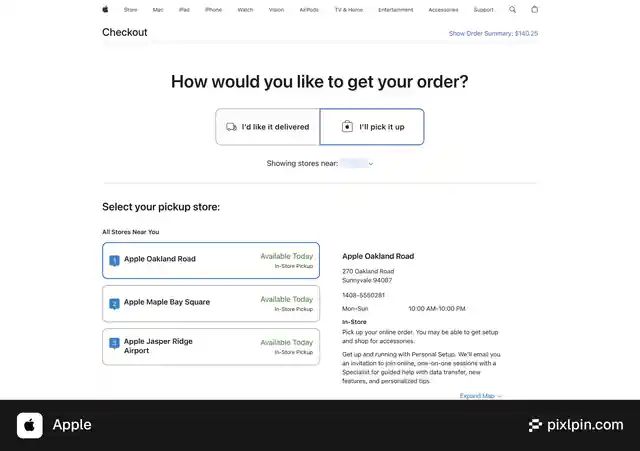 Store Mac iPad iPhone Watch Vision AirPods TV & Home Entertainment Accessories Support
Checkout
Show Order Summary: $140.25
How would you like to get your order?
I'd like it delivered
I'll pick it up
Showing stores near:
Select your pickup store:
All Stores Near You
1
Apple Oakland Road
Available Today
In-Store Pickup
2
Apple Maple Bay Square
Available Today
In-Store Pickup
3
Apple Jasper Ridge
Airport
Available Today
In-Store Pickup
Apple Oakland Road
270 Oakland Road
Sunnyvale 94087
1408-5550281
Mon–Sun 10:00 AM-10:00 PM
In-Store
Pick up your online order. You may be able to get setup
and shop for accessories.
Get up and running with Personal Setup. We'll email you
an invitation to join online, one-on-one sessions with a
Specialist for guided help with data transfer, new
features, and personalized tips.
Expand Map
Apple
pixlpin.com